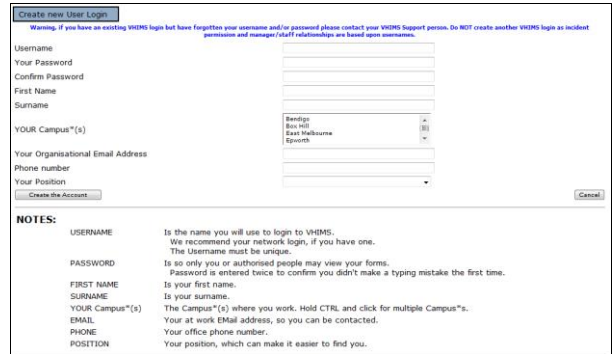 Create new User Login
Warning, if you have an existing VHIMS login but have forgotten your username and/or password please contact your VHIMS Support person. Do NOT create another VHIMS login as incident
permission and manager/staff relationships are based upon usernames.
Username
Your Password
Confirm Password
First Name
Surname
YOUR Campus"(s)
Bendigo
Box Hill
East Melbourne
Epworth
Your Organisational Email Address
Phone number
Your Position
Create the Account
Cancel
NOTES:
USERNAME Is the name you will use to login to VHIMS.
We recommend your network login, if you have one.
The Username must be unique.
PASSWORD Is so only you or authorised people may view your forms.
Password is entered twice to confirm you didn't make a typing mistake the first time.
FIRST NAME Is your first name.
SURNAME Is your surname.
YOUR Campus"(s) The Campus"(s) where you work. Hold CTRL and click for multiple Campus"s.
EMAIL Your at work EMail address, so you can be contacted.
PHONE Your office phone number.
POSITION Your position, which can make it easier to find you.